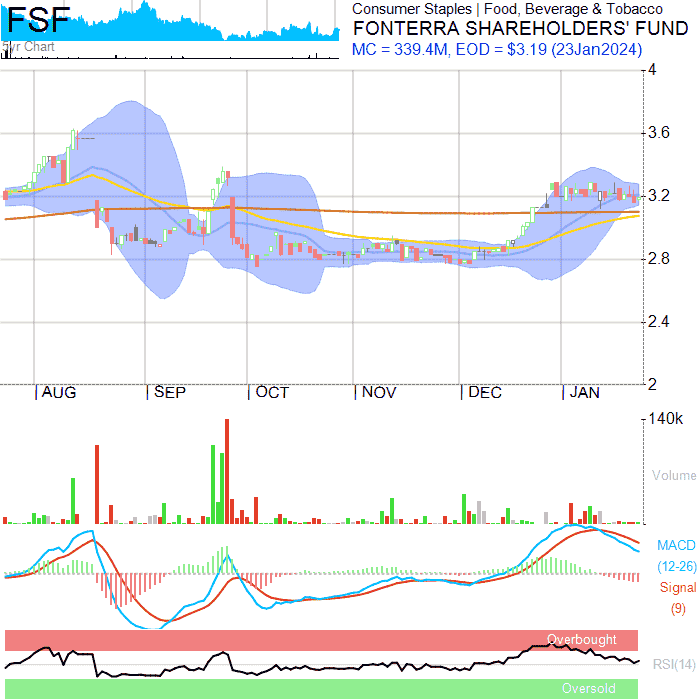 FSF
5yr Chart
Consumer Staples | Food, Beverage & Tobacco
FONTERRA SHAREHOLDERS' FUND
MC = 339.4M, EOD = $3.19 (23Jan2024)
4
3.6
3.2
2.8
2.4
2
AUG SEP OCT NOV DEC JAN
140k
Volume
MACD
(12-26)
Signal
(9)
Overbought
RSI(14)
Oversold